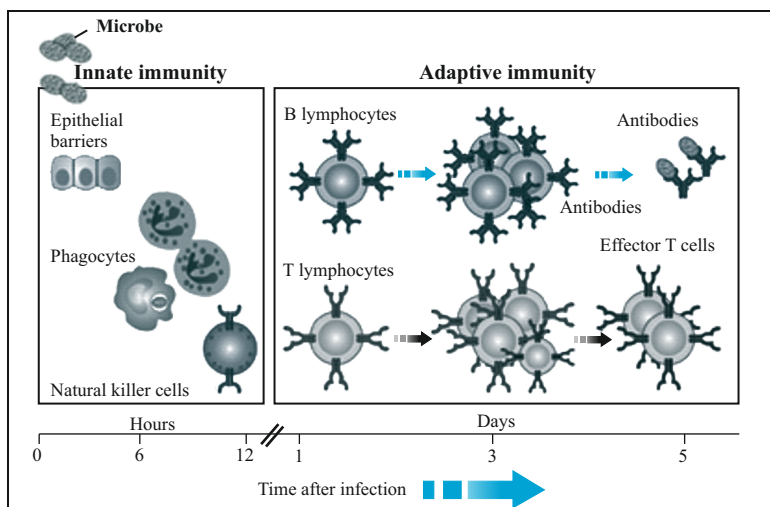 Microbe
Innate immunity
Adaptive immunity
Epithelial
barriers
Phagocytes
Natural killer cells
B lymphocytes
Antibodies
Antibodies
T lymphocytes
Effector T cells
Hours
Days
0
6
12
1
3
5
Time after infection